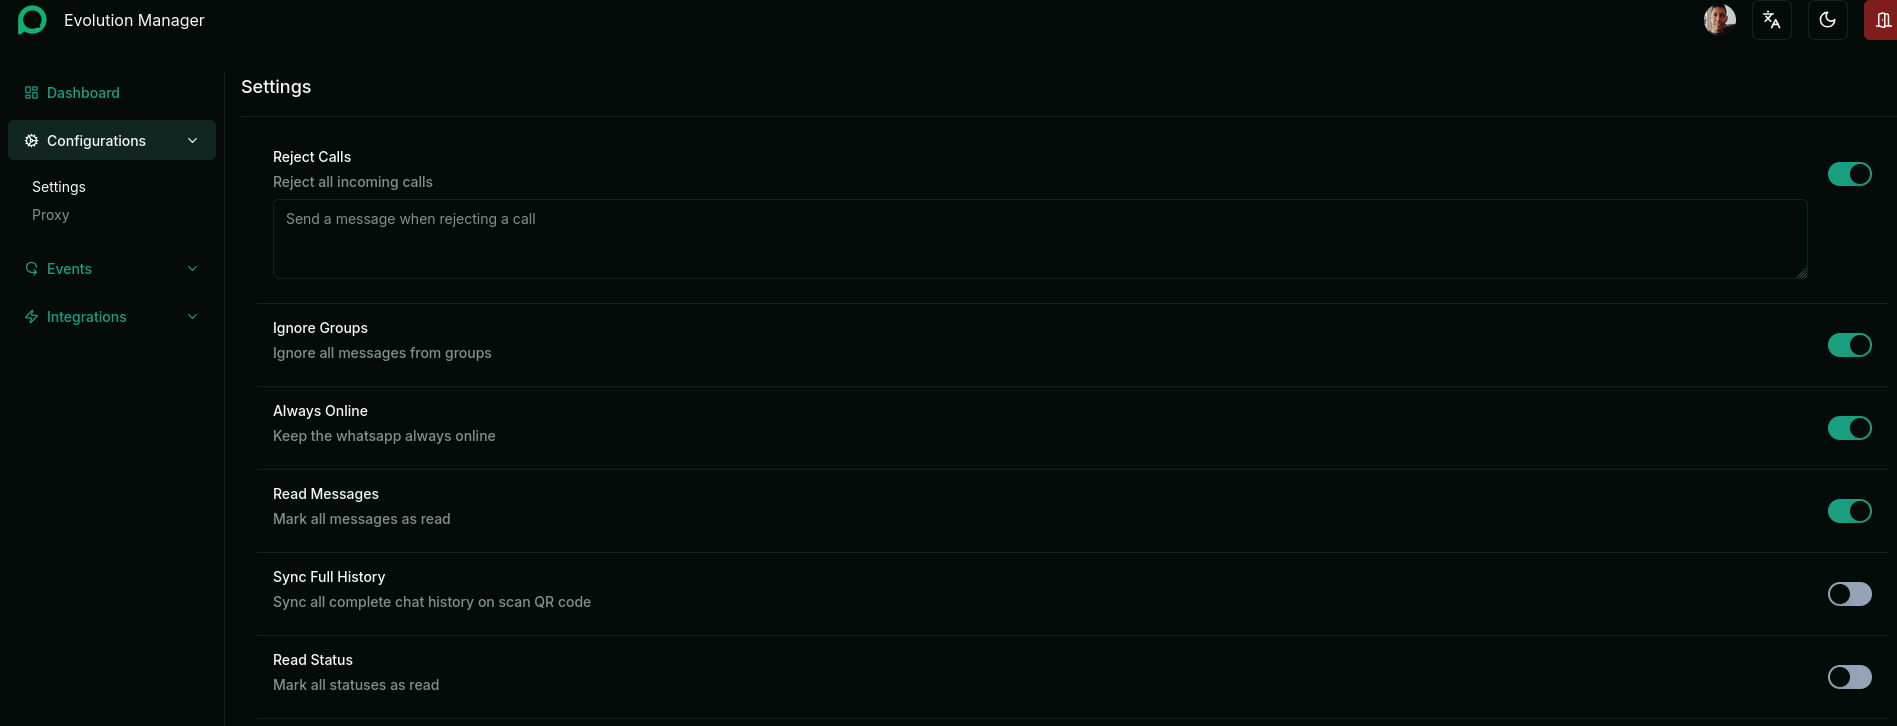 Evolution Manager
Dashboard
Configurations
Settings
Proxy
Events
Integrations
Settings
Reject Calls
Reject all incoming calls
Send a message when rejecting a call
Ignore Groups
Ignore all messages from groups
Always Online
Keep the whatsapp always online
Read Messages
Mark all messages as read
Sync Full History
Sync all complete chat history on scan QR code
Read Status
Mark all statuses as read